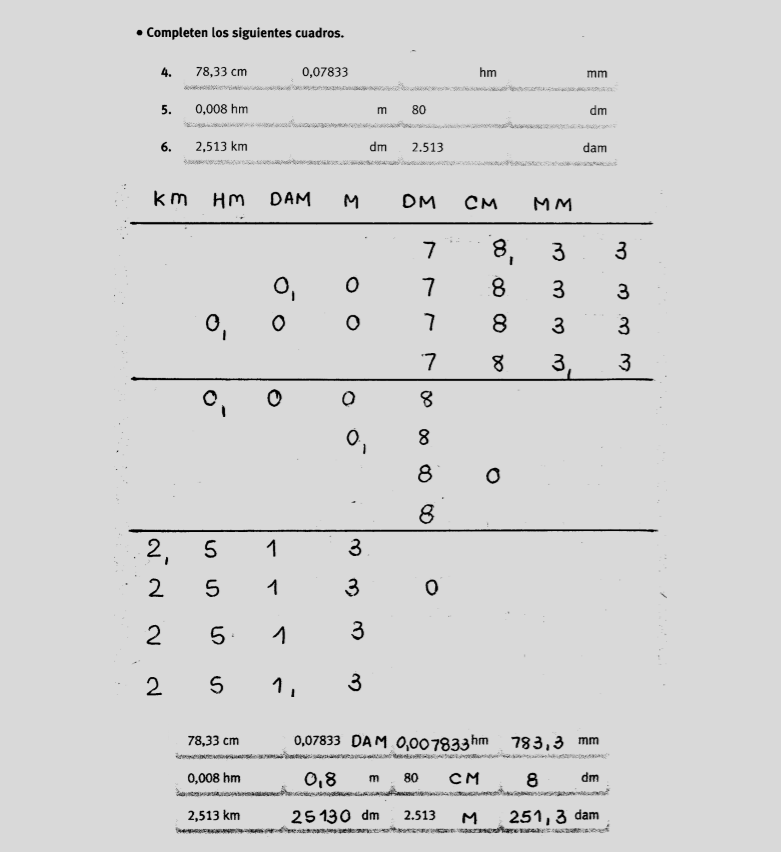 • Completen los siguientes cuadros.
4. 78,33 cm 0,07833 hm mm
5. 0,008 hm m 80 dm
6. 2,513 km dm 2.513 dam
km Hm DAM M DM CM MM
7 8, 3 3
0, 0 7 8 3 3
0, 0 0 7 8 3 3
7 8 3, 3
0, 0 0 8
0, 8
8 0
8
2, 5 1 3
2 5 1 3 0
2 5 1 3
2 5 1, 3
78,33 cm 0,07833 DAM 0,007833 hm 783,3 mm
0,008 hm 0,8 m 80 CM 8 dm
2,513 km 25130 dm 2.513 M 251,3 dam